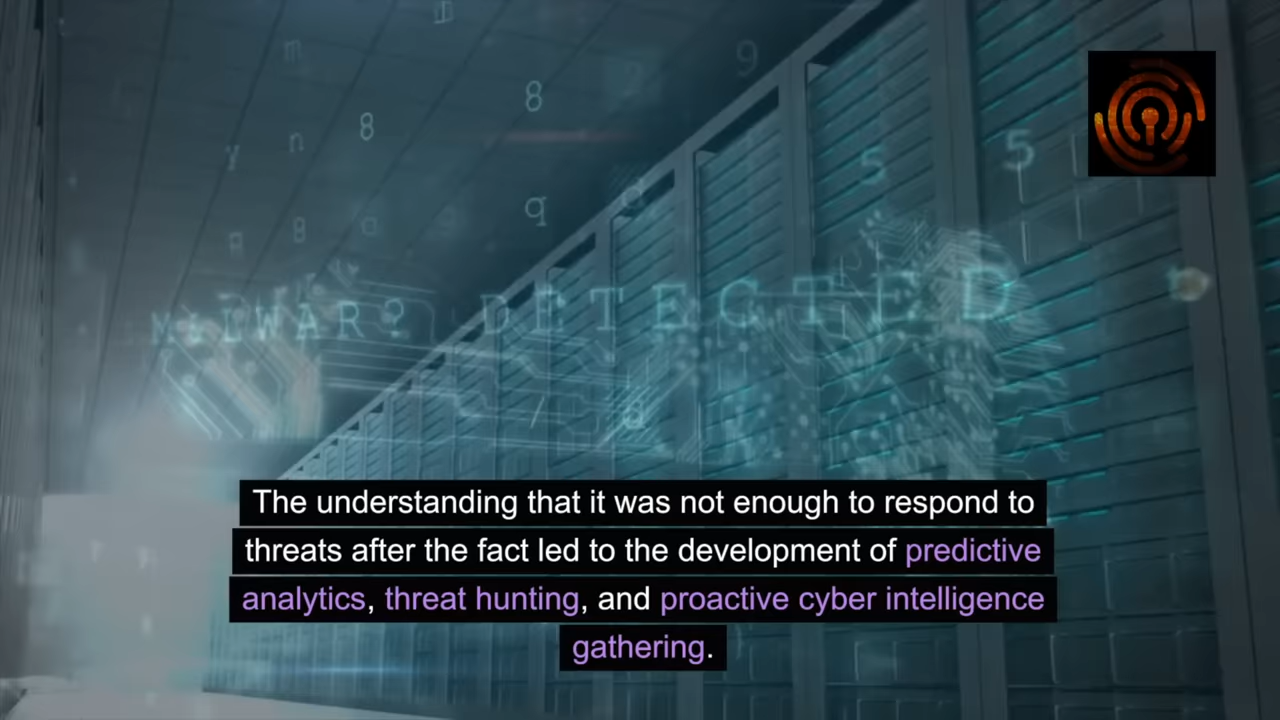 MALWAR? DETECTED
The understanding that it was not enough to respond to
threats after the fact led to the development of predictive
analytics, threat hunting, and proactive cyber intelligence
gathering.